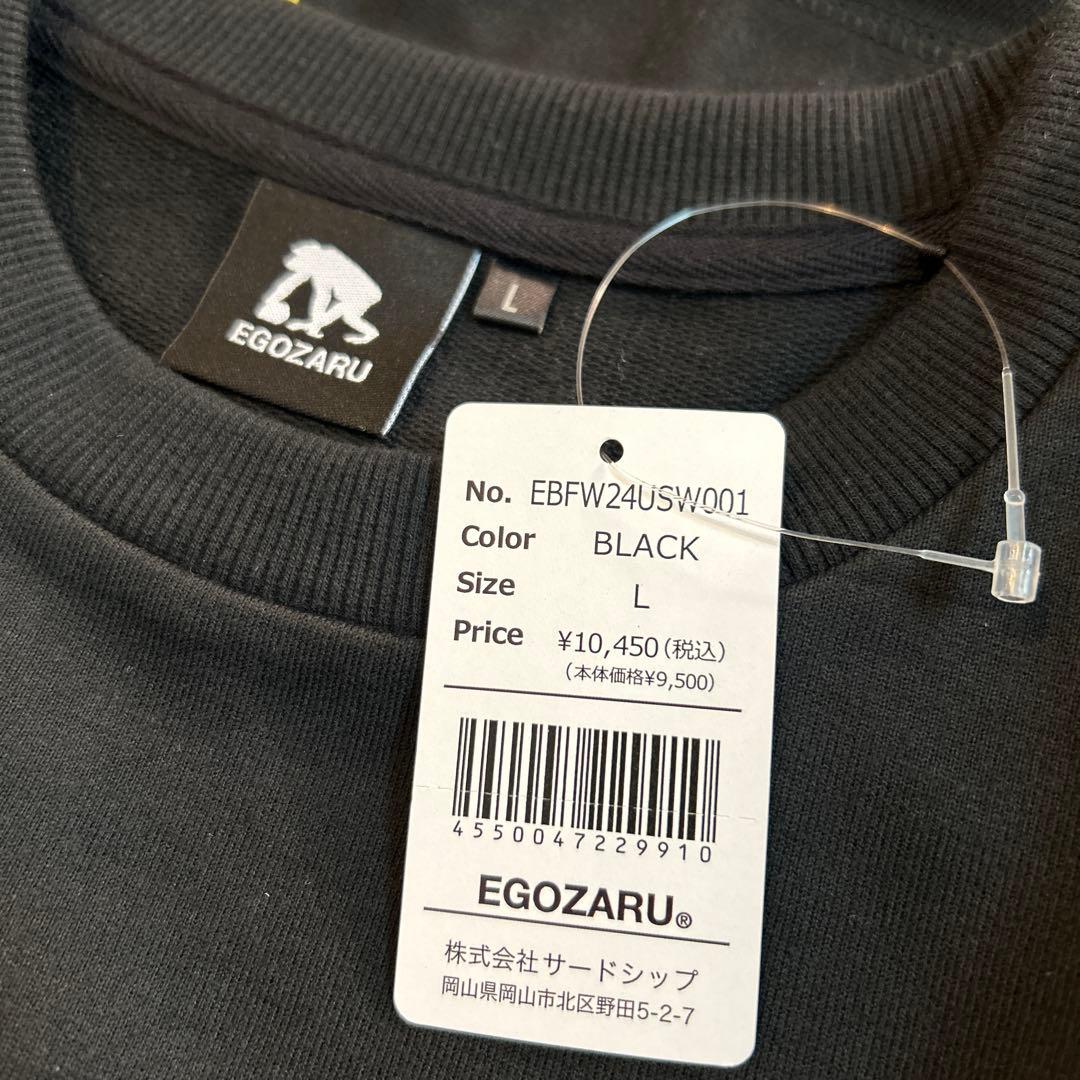 EGOZARU
L
No. EBFW24USW001
Color BLACK
Size L
Price ¥10,450(税込)
(本体価格¥9,500)
4550047229910
EGOZARU®
株式会社サードシップ
岡山県岡山市北区野田5-2-7